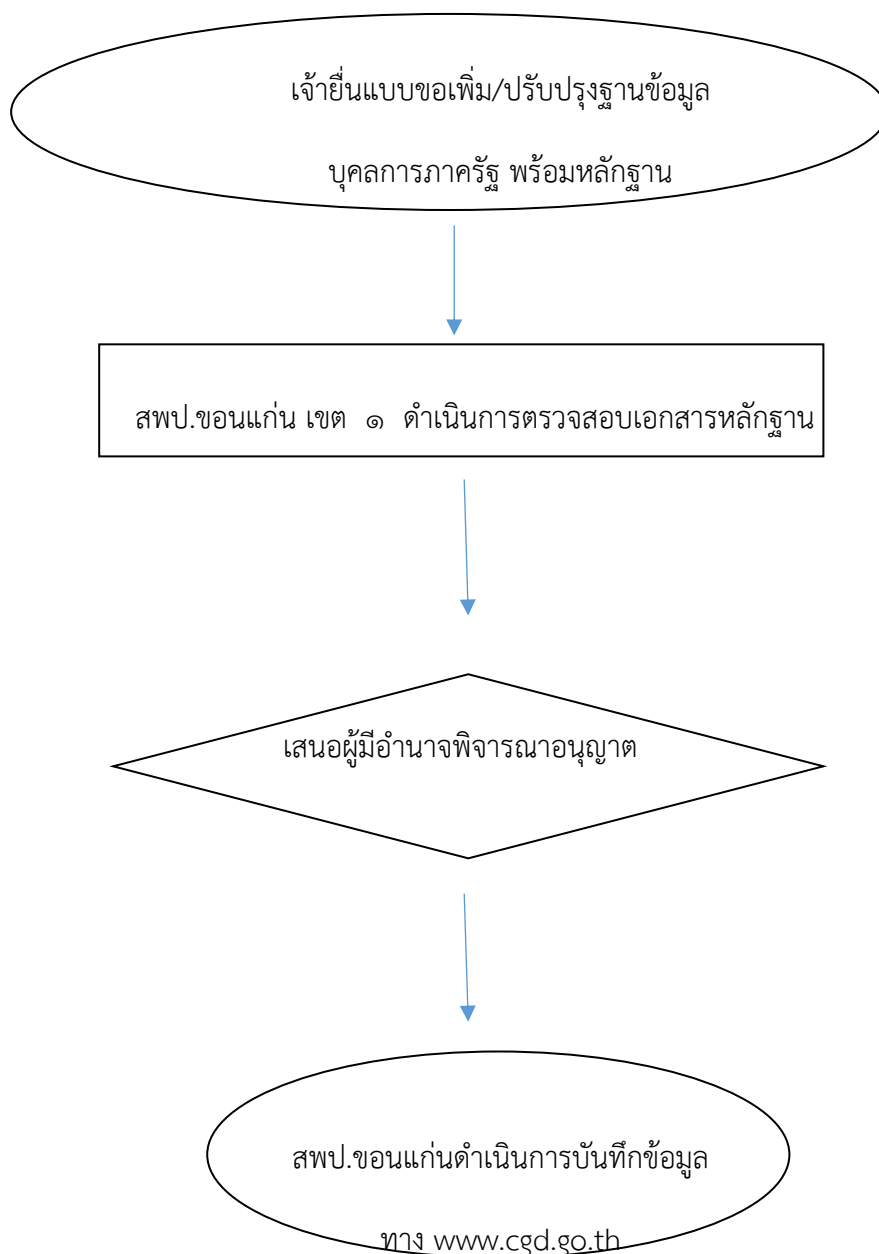 เจ้ายื่นแบบขอเพิ่ม/ปรับปรุงฐานข้อมูล
บุคลการภาครัฐ พร้อมหลักฐาน
สพป.ขอนแก่น เขต ๑ ดำเนินการตรวจสอบเอกสารหลักฐาน
เสนอผู้มีอำนาจพิจารณาอนุญาต
สพป.ขอนแก่นดำเนินการบันทึกข้อมูล
ทาง www.cgd.go.th